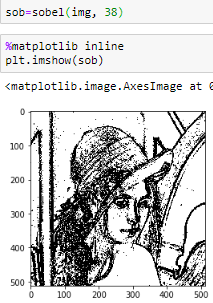 sob=sobel(img, 38)
%matplotlib inline
plt.imshow(sob)
<matplotlib.image.AxesImage at 0
0
100
200
300
400
500
0 100 200 300 400 500